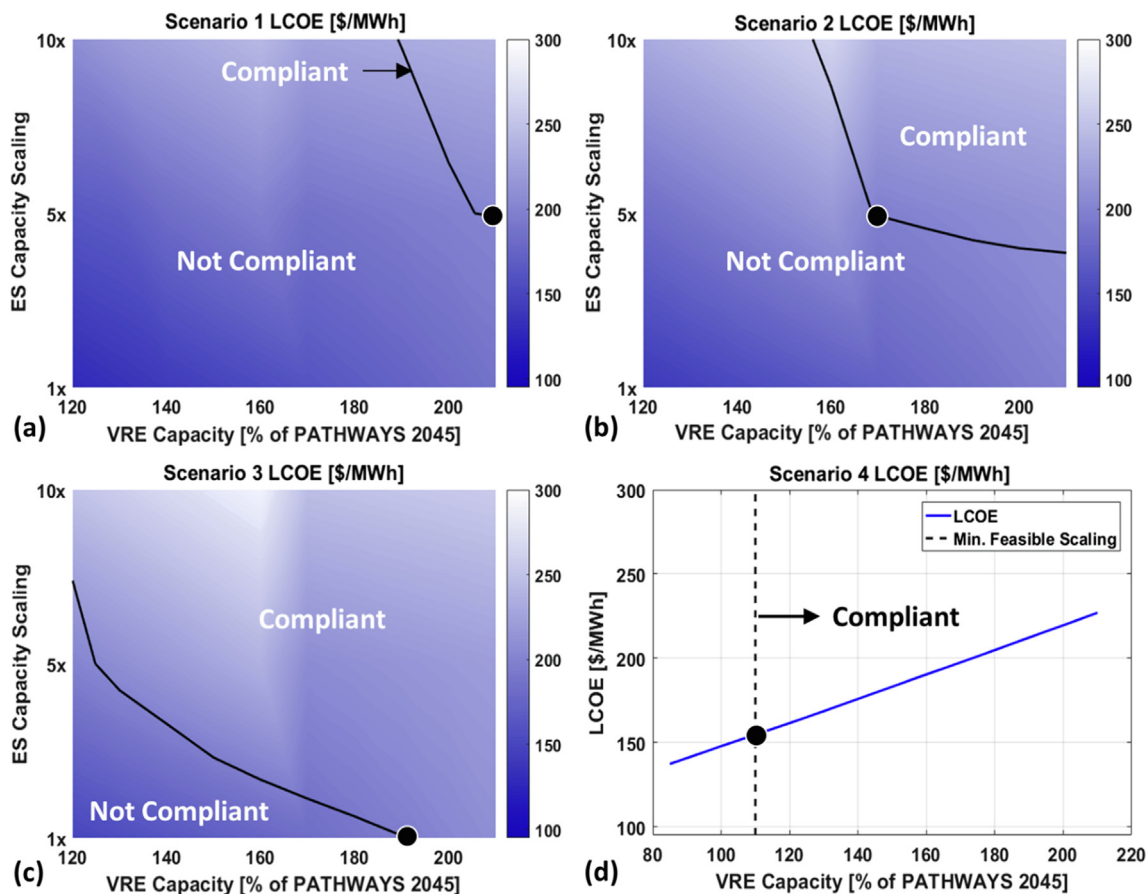 Scenario 1 LCOE [$/MWh]
10x
5x
1x
ES Capacity Scaling
Compliant
Not Compliant
120 140 160 180 200
VRE Capacity [% of PATHWAYS 2045]
300
250
200
150
100
(a)
Scenario 2 LCOE [$/MWh]
10x
5x
1x
ES Capacity Scaling
Compliant
Not Compliant
120 140 160 180 200
VRE Capacity [% of PATHWAYS 2045]
300
250
200
150
100
(b)
Scenario 3 LCOE [$/MWh]
10x
5x
1x
ES Capacity Scaling
Compliant
Not Compliant
120 140 160 180 200
VRE Capacity [% of PATHWAYS 2045]
300
250
200
150
100
(c)
Scenario 4 LCOE [$/MWh]
300
250
200
150
100
LCOE [$/MWh]
LCOE
Min. Feasible Scaling
Compliant
80 100 120 140 160 180 200 220
VRE Capacity [% of PATHWAYS 2045]
(d)